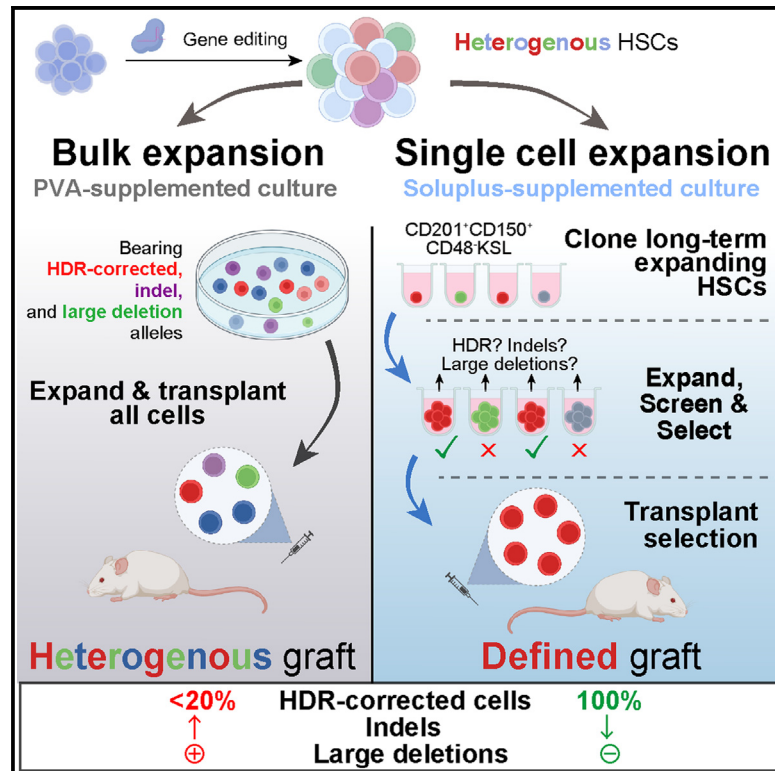 Gene editing
Heterogenous HSCs
Bulk expansion
PVA-supplemented culture
Bearing
HDR-corrected,
indel,
and large deletion
alleles
Expand & transplant
all cells
Heterogenous graft
Single cell expansion
Soluplus-supplemented culture
CD201⁺CD150⁺
CD48⁻KSL
Clone long-term
expanding
HSCs
HDR? Indels?
Large deletions?
Expand,
Screen &
Select
✓ × ✓ ×
Transplant
selection
Defined graft
<20% HDR-corrected cells 100%
↑ Indels ↓
⊕ Large deletions ⊖